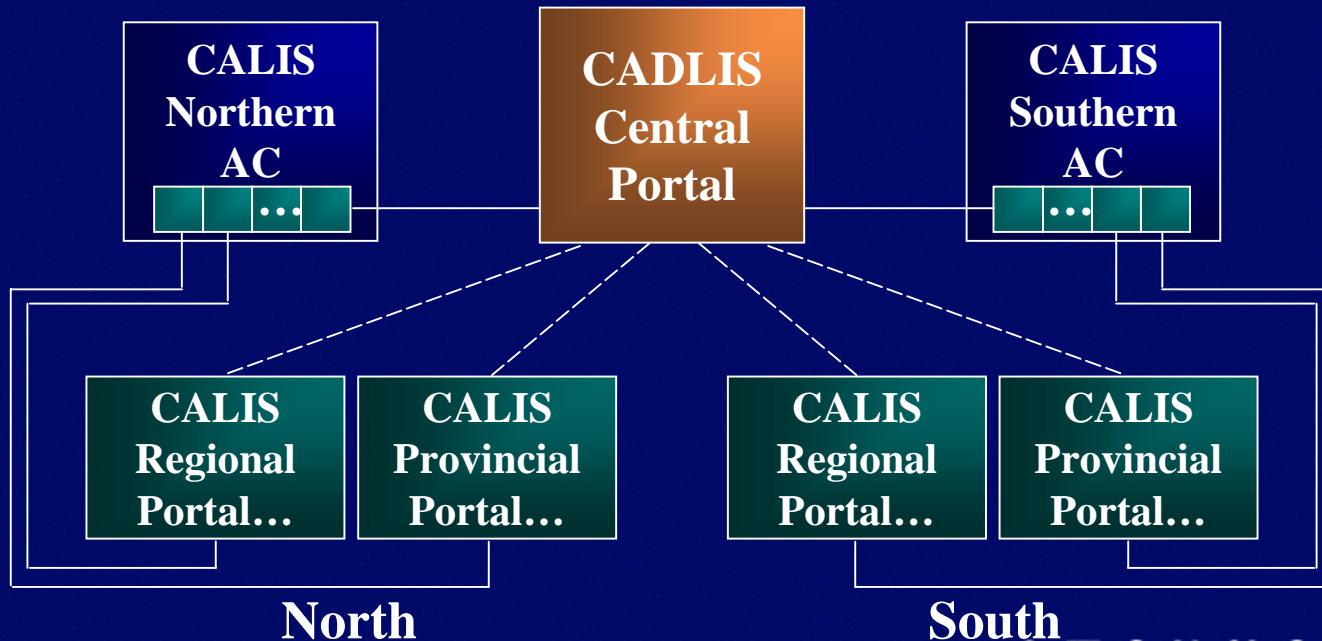 CALIS
Northern
AC
...
CADLIS
Central
Portal
CALIS
Southern
AC
...
CALIS
Regional
Portal…
CALIS
Provincial
Portal…
CALIS
Regional
Portal…
CALIS
Provincial
Portal…
North
South